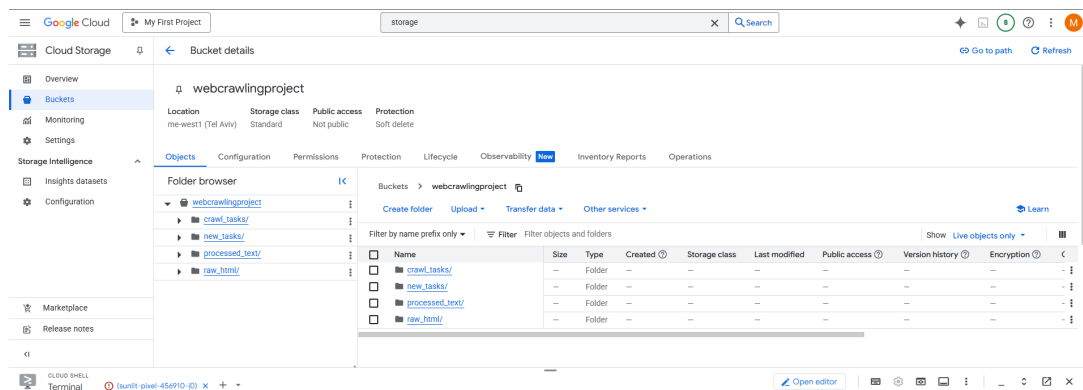 Google Cloud My First Project storage Search 8 M
Cloud Storage Bucket details Go to path Refresh
Overview
Buckets
Monitoring
Settings
Storage Intelligence
Insights datasets
Configuration
Marketplace
Release notes
webcrawlingproject
Location Storage class Public access Protection
me-west1 (Tel Aviv) Standard Not public Soft delete
Objects Configuration Permissions Protection Lifecycle Observability New Inventory Reports Operations
Folder browser
webcrawlingproject
crawl_tasks/
new_tasks/
processed_text/
raw_html/
Buckets > webcrawlingproject
Create folder Upload Transfer data Other services Learn
Filter by name prefix only Filter Filter objects and folders Show Live objects only
Name Size Type Created Storage class Last modified Public access Version history Encryption
crawl_tasks/ — Folder — — — — — — -
new_tasks/ — Folder — — — — — — -
processed_text/ — Folder — — — — — — -
raw_html/ — Folder — — — — — — -
CLOUD SHELL
Terminal (sunlit-pixel-456910-j0) Open editor